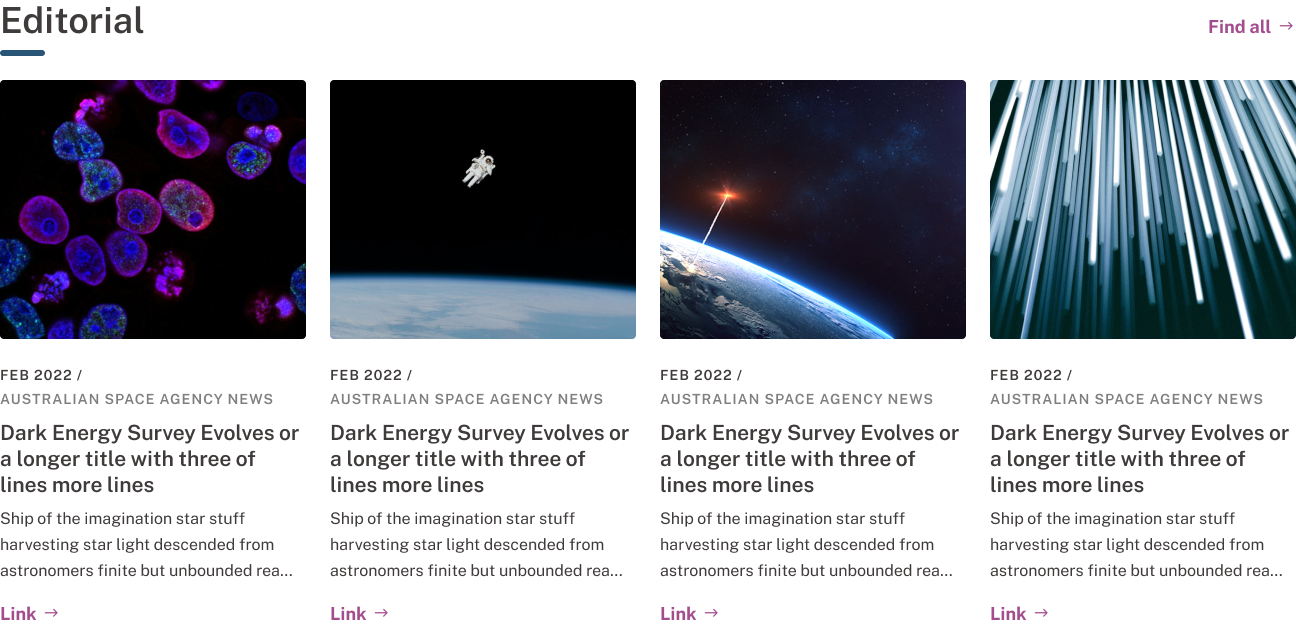 Editorial
Find all →
FEB 2022 /
AUSTRALIAN SPACE AGENCY NEWS
Dark Energy Survey Evolves or
a longer title with three of
lines more lines
Ship of the imagination star stuff
harvesting star light descended from
astronomers finite but unbounded rea...
Link →
FEB 2022 /
AUSTRALIAN SPACE AGENCY NEWS
Dark Energy Survey Evolves or
a longer title with three of
lines more lines
Ship of the imagination star stuff
harvesting star light descended from
astronomers finite but unbounded rea...
Link →
FEB 2022 /
AUSTRALIAN SPACE AGENCY NEWS
Dark Energy Survey Evolves or
a longer title with three of
lines more lines
Ship of the imagination star stuff
harvesting star light descended from
astronomers finite but unbounded rea...
Link →
FEB 2022 /
AUSTRALIAN SPACE AGENCY NEWS
Dark Energy Survey Evolves or
a longer title with three of
lines more lines
Ship of the imagination star stuff
harvesting star light descended from
astronomers finite but unbounded rea...
Link →